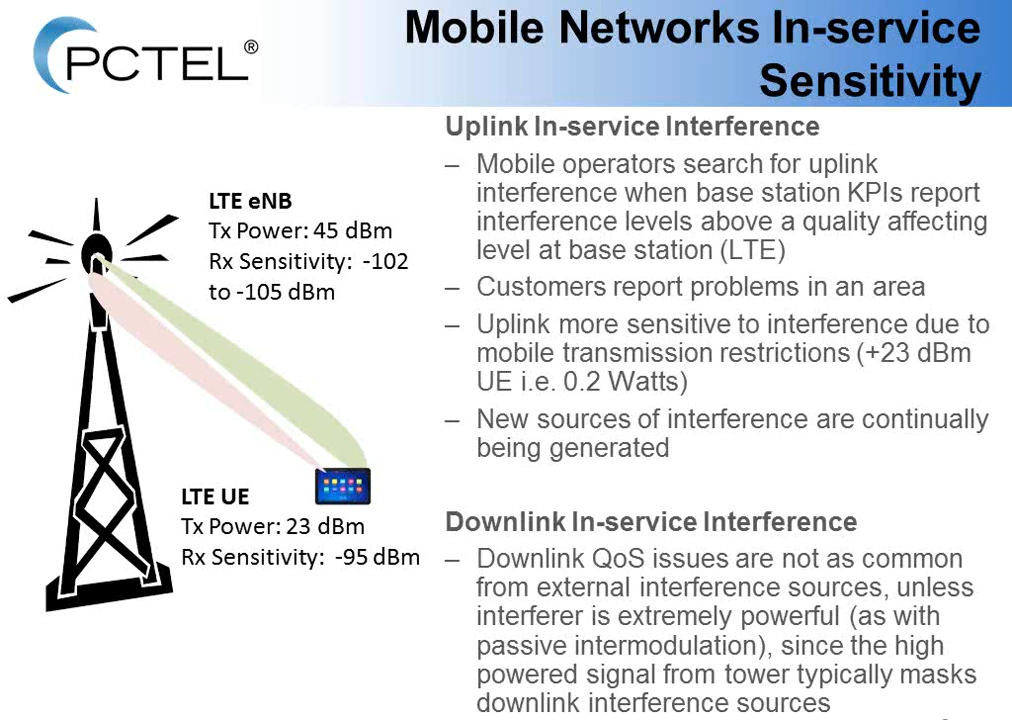 PCTEL®
Mobile Networks In-service
Sensitivity
LTE eNB
Tx Power: 45 dBm
Rx Sensitivity: -102
to -105 dBm
LTE UE
Tx Power: 23 dBm
Rx Sensitivity: -95 dBm
Uplink In-service Interference
– Mobile operators search for uplink
interference when base station KPIs report
interference levels above a quality affecting
level at base station (LTE)
– Customers report problems in an area
– Uplink more sensitive to interference due to
mobile transmission restrictions (+23 dBm
UE i.e. 0.2 Watts)
– New sources of interference are continually
being generated
Downlink In-service Interference
– Downlink QoS issues are not as common
from external interference sources, unless
interferer is extremely powerful (as with
passive intermodulation), since the high
powered signal from tower typically masks
downlink interference sources